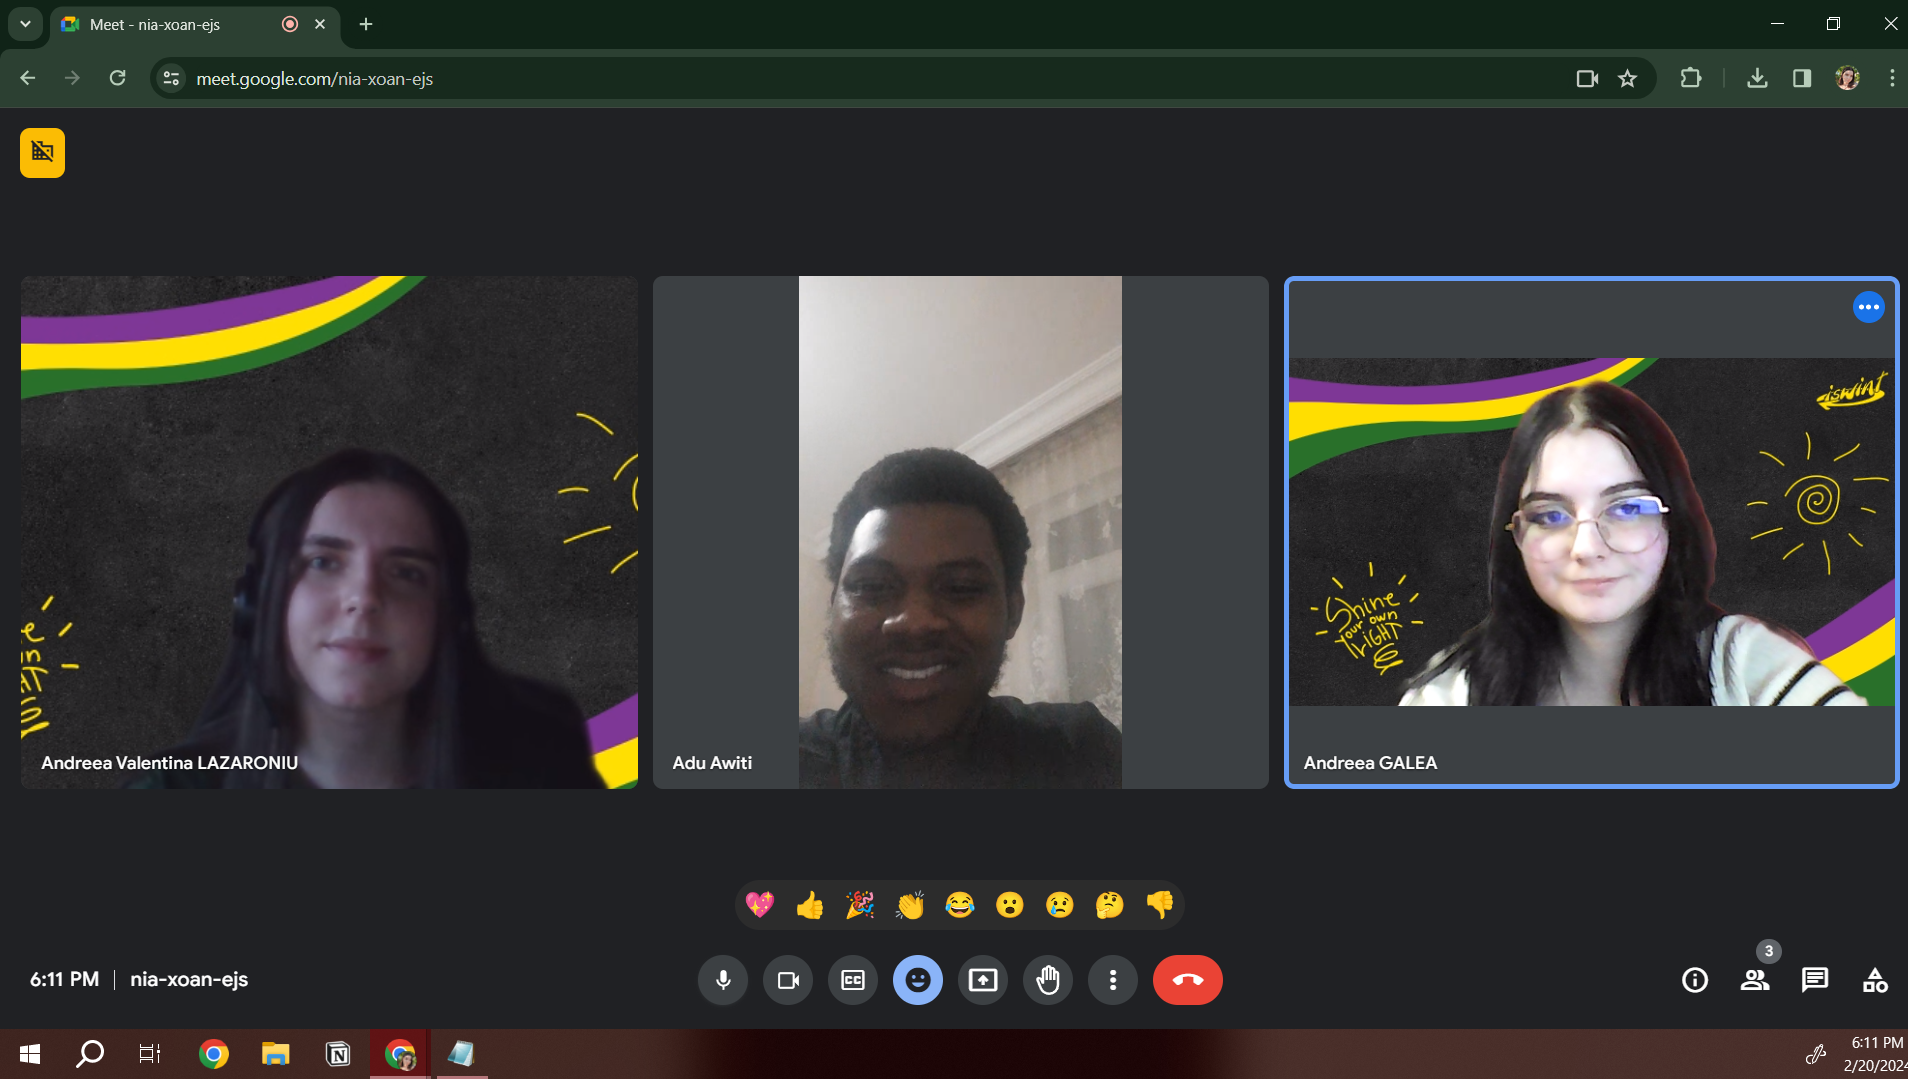 Meet - nia-xoan-ejs
meet.google.com/nia-xoan-ejs
iswint
Shine
your own
LIGHT
Andreea Valentina LAZARONIU
Adu Awiti
Andreea GALEA
6:11 PM | nia-xoan-ejs
CC
3
N
6:11 PM
2/20/2024